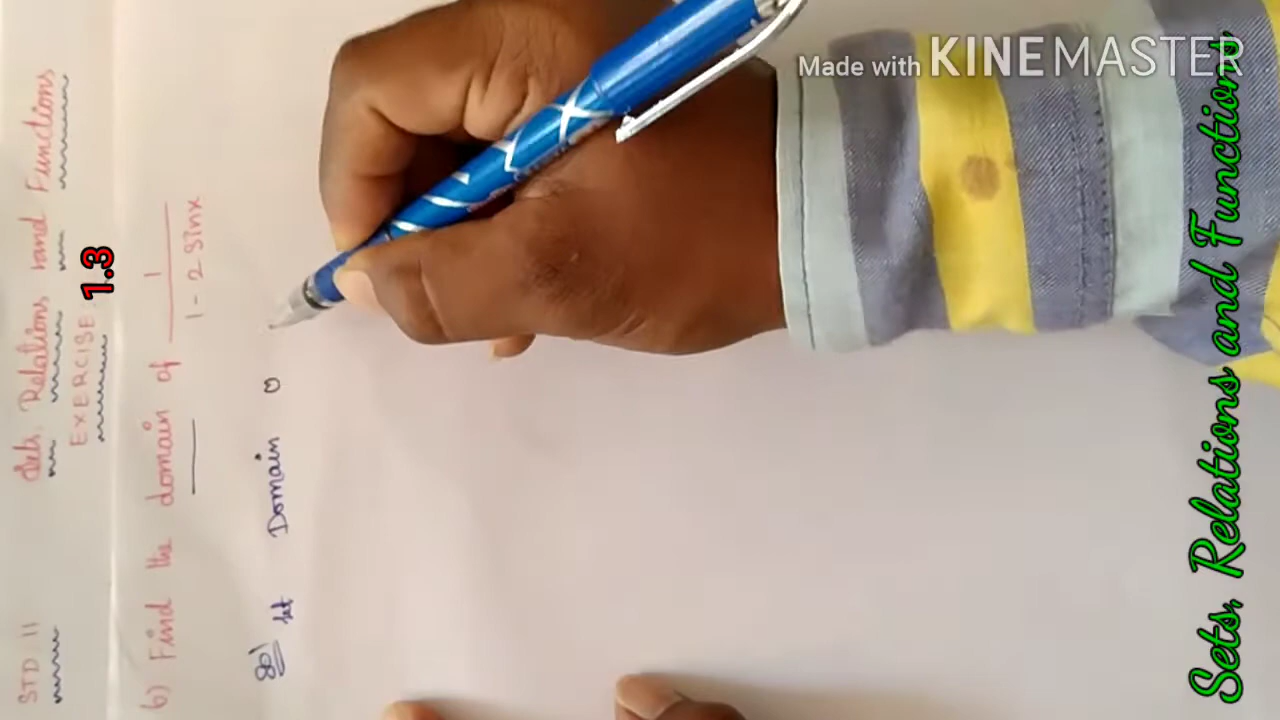 STD 11 Sets, Relations and Functions
EXERCISE 1.3
6) Find the domain of 1
1 - 2 Sinx
Sol Let Domain
Made with KINEMASTER
Sets, Relations and Functions